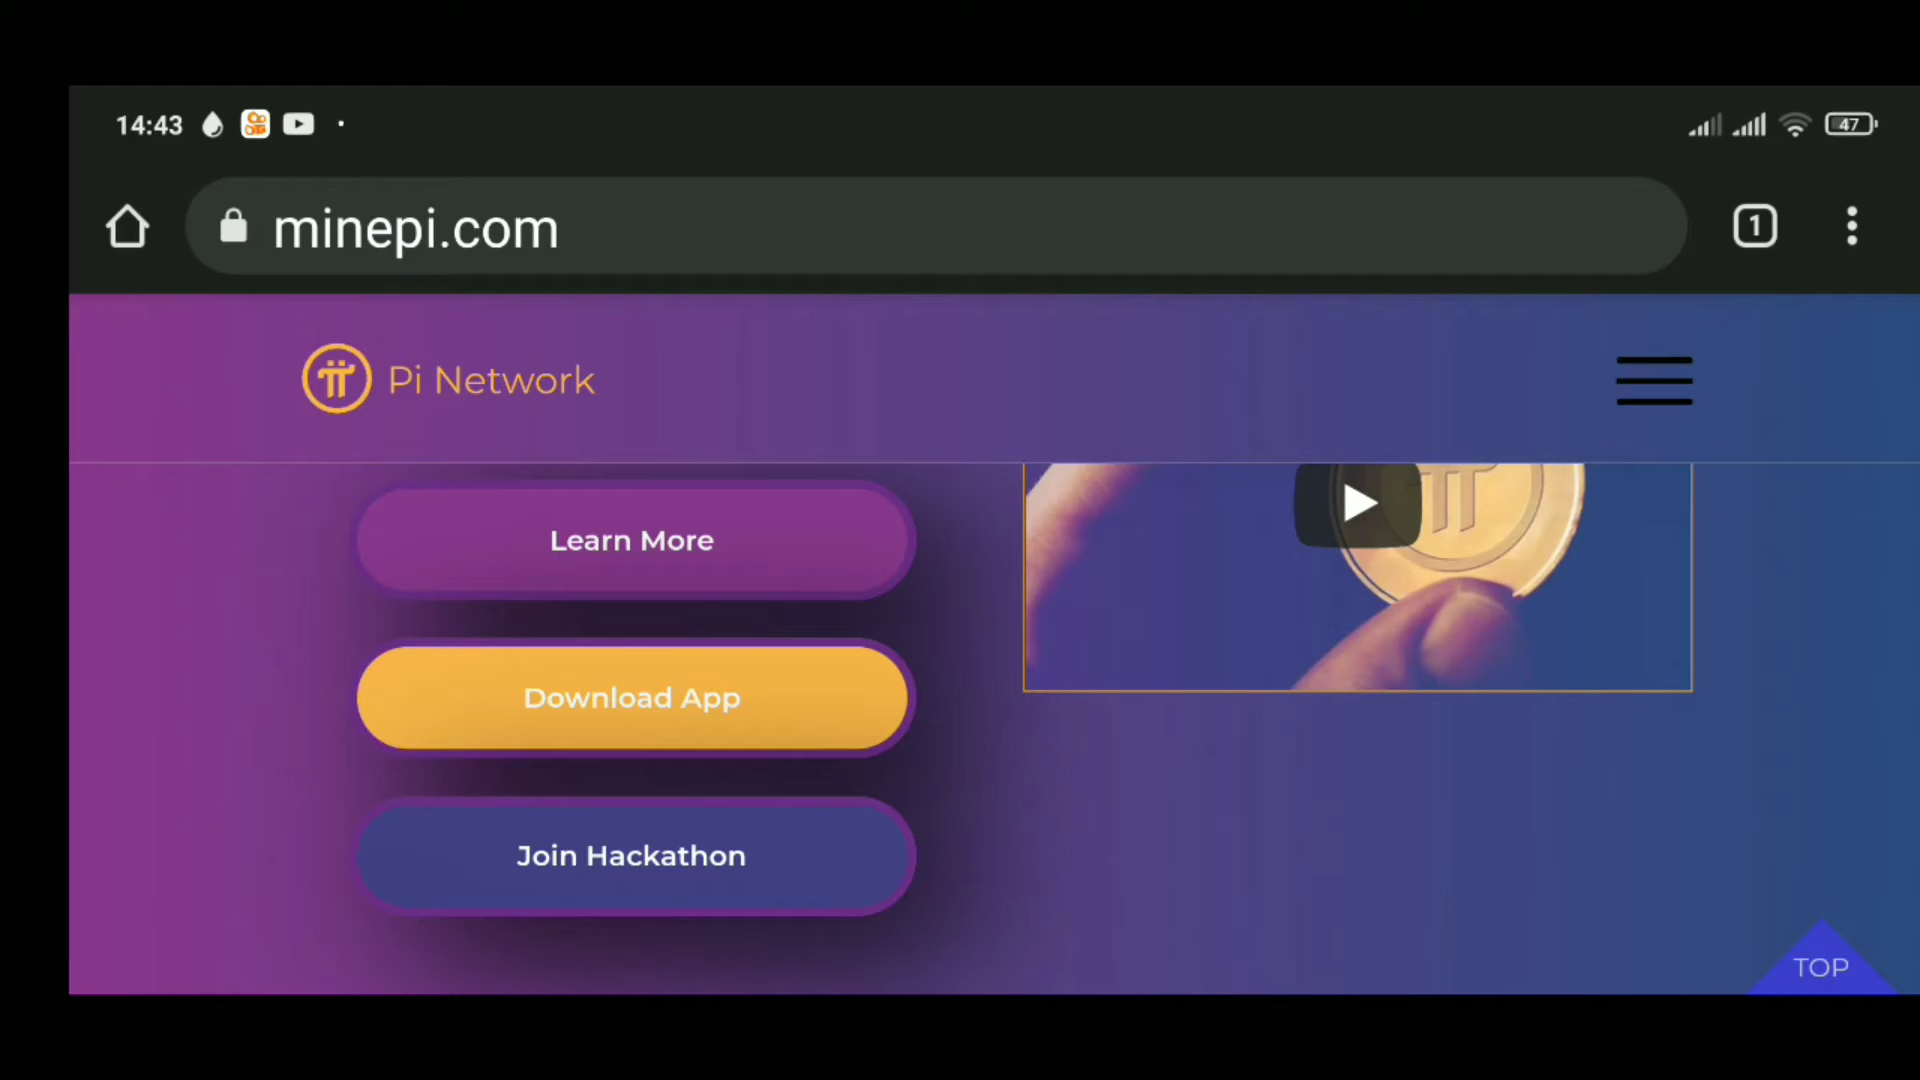 14:43
47
minepi.com
1
Pi Network
Learn More
Download App
Join Hackathon
TOP